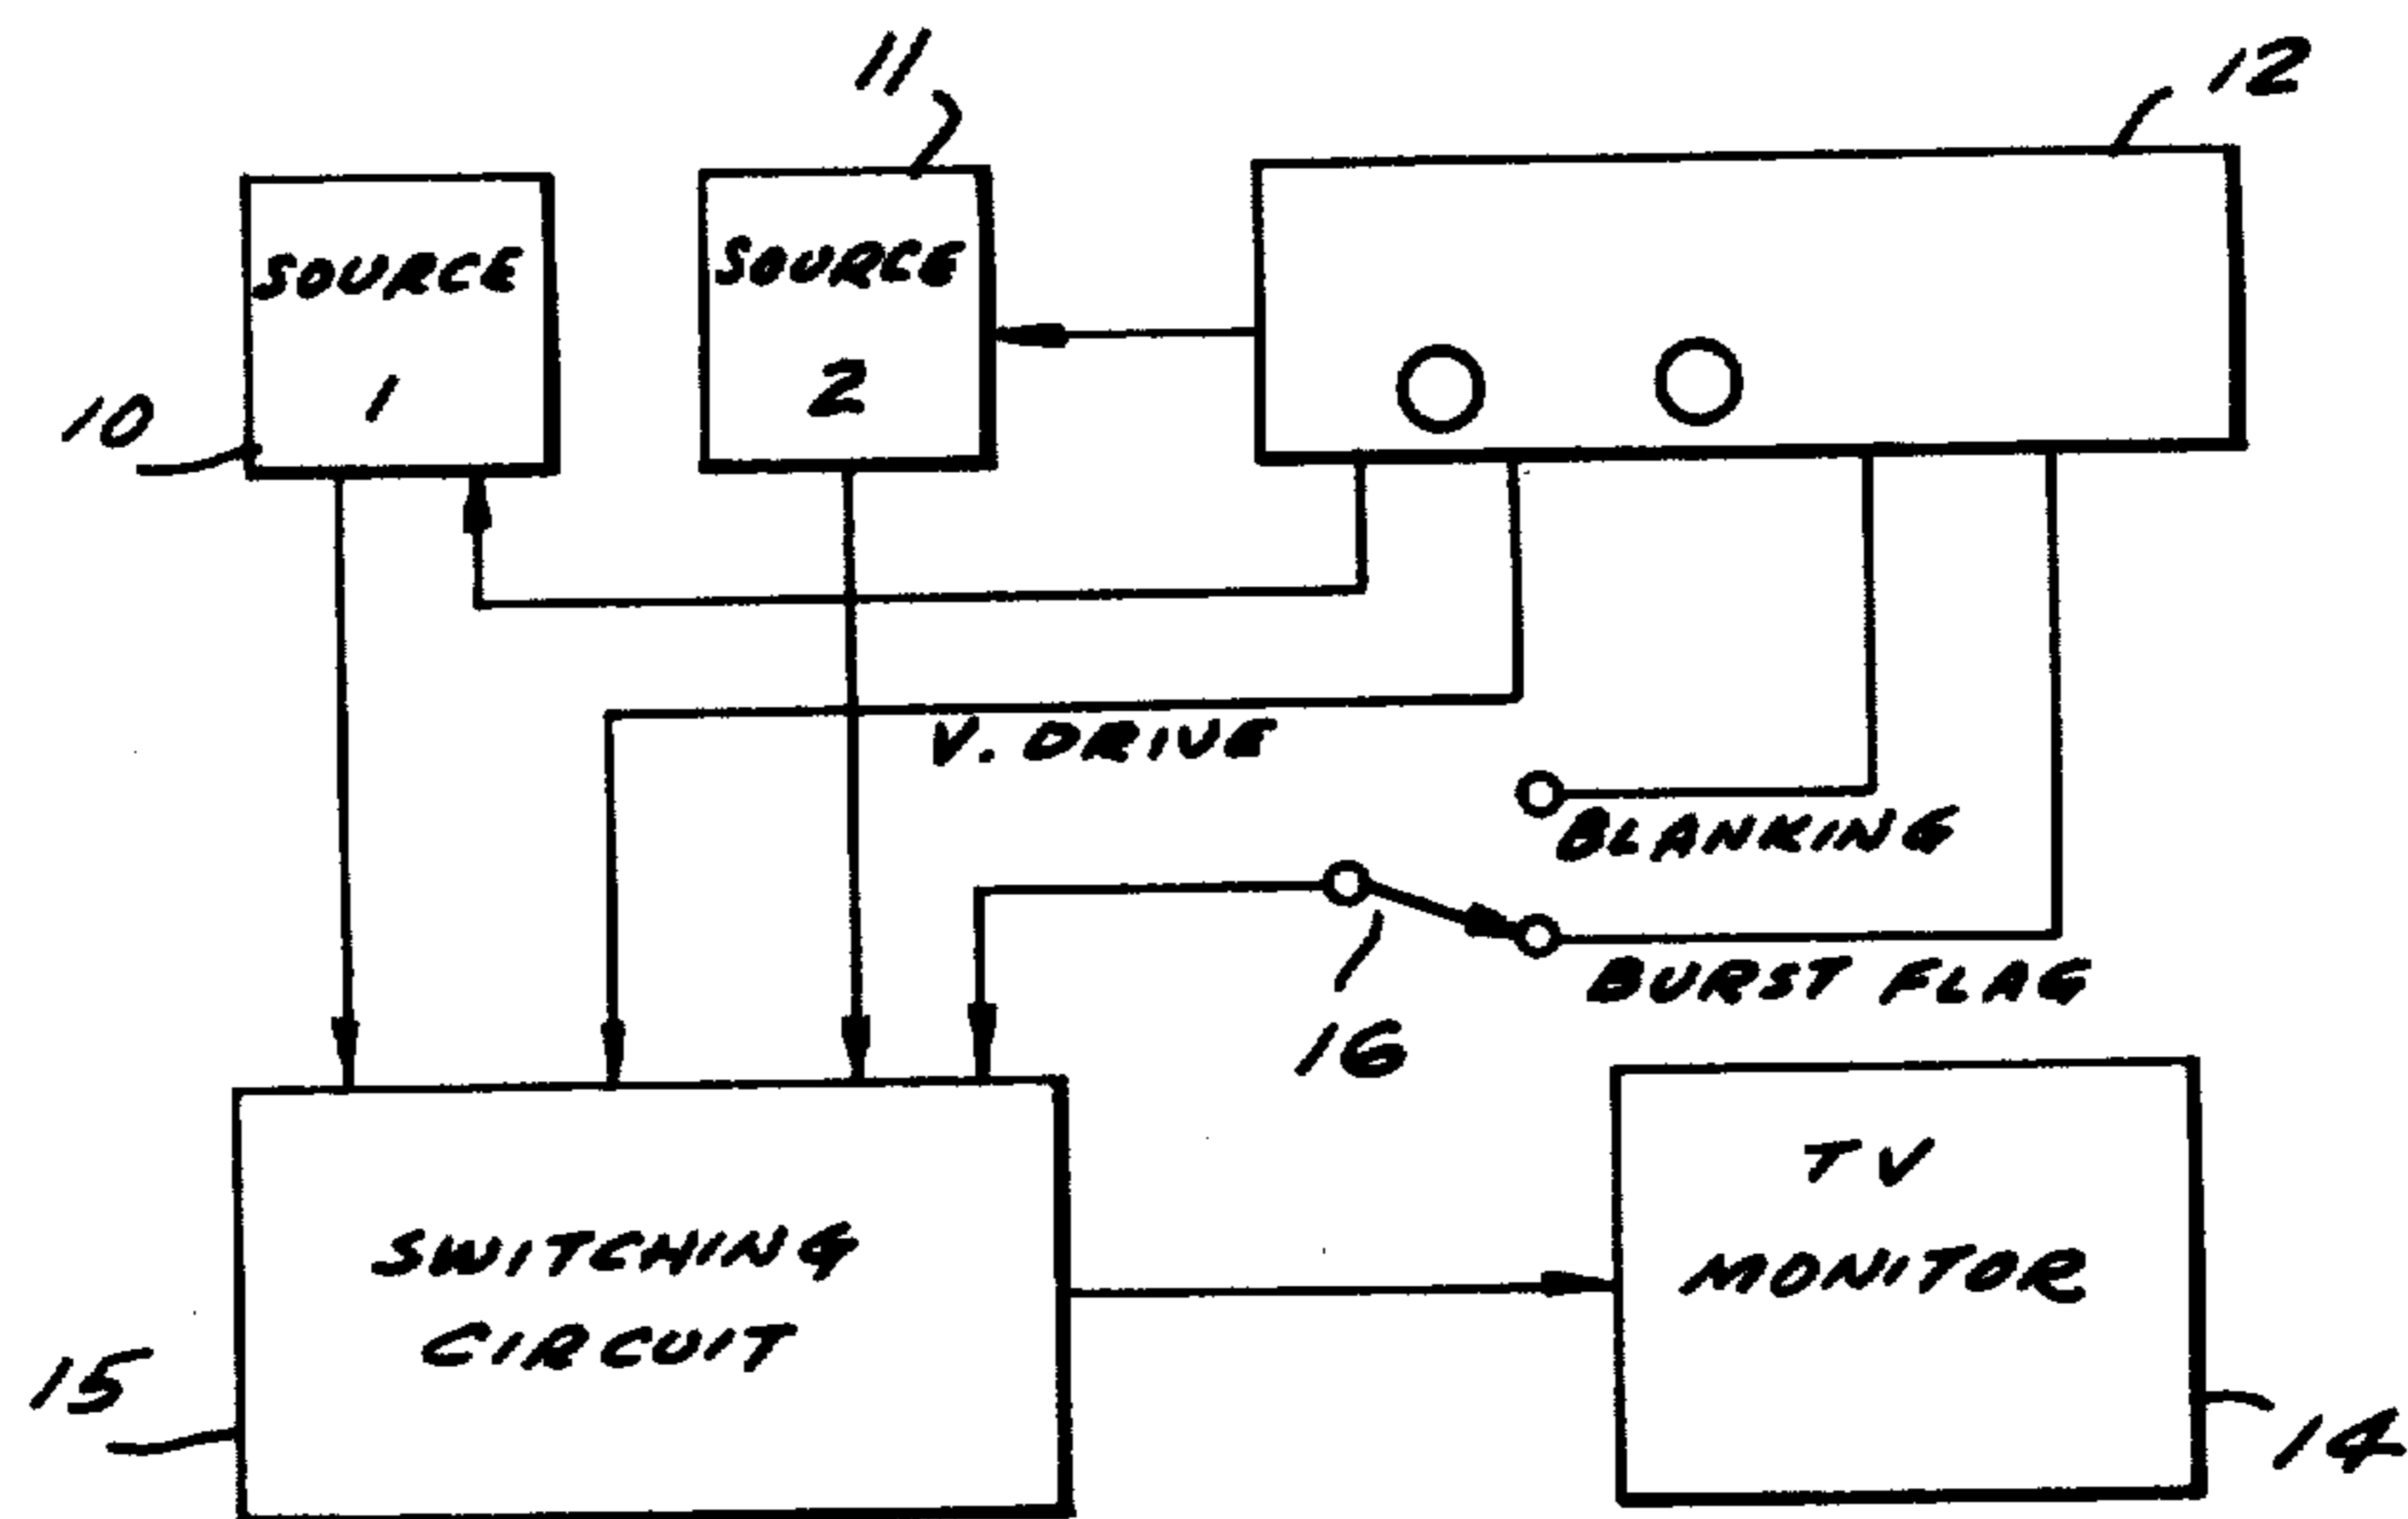 11
12
SOURCE
1
SOURCE
2
10
V. DRIVE
BLANKING
BURST FLAG
16
TV
MONITOR
SWITCHING
CIRCUIT
15
14